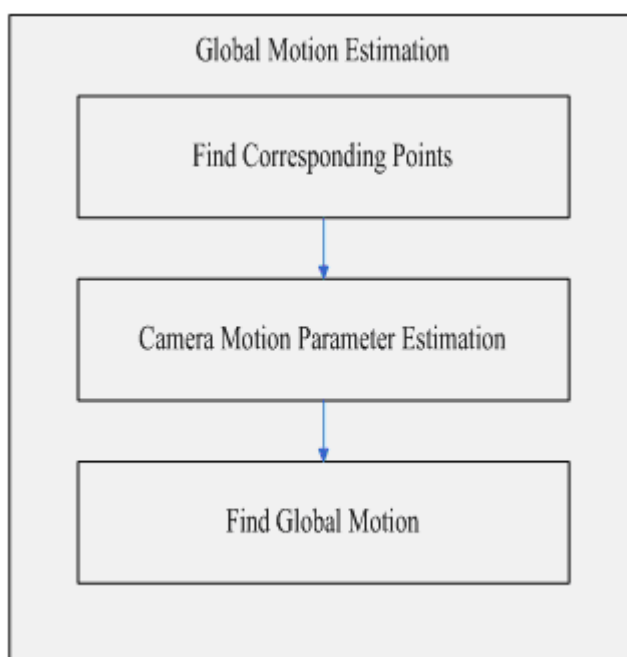 Global Motion Estimation
Find Corresponding Points
Camera Motion Parameter Estimation
Find Global Motion